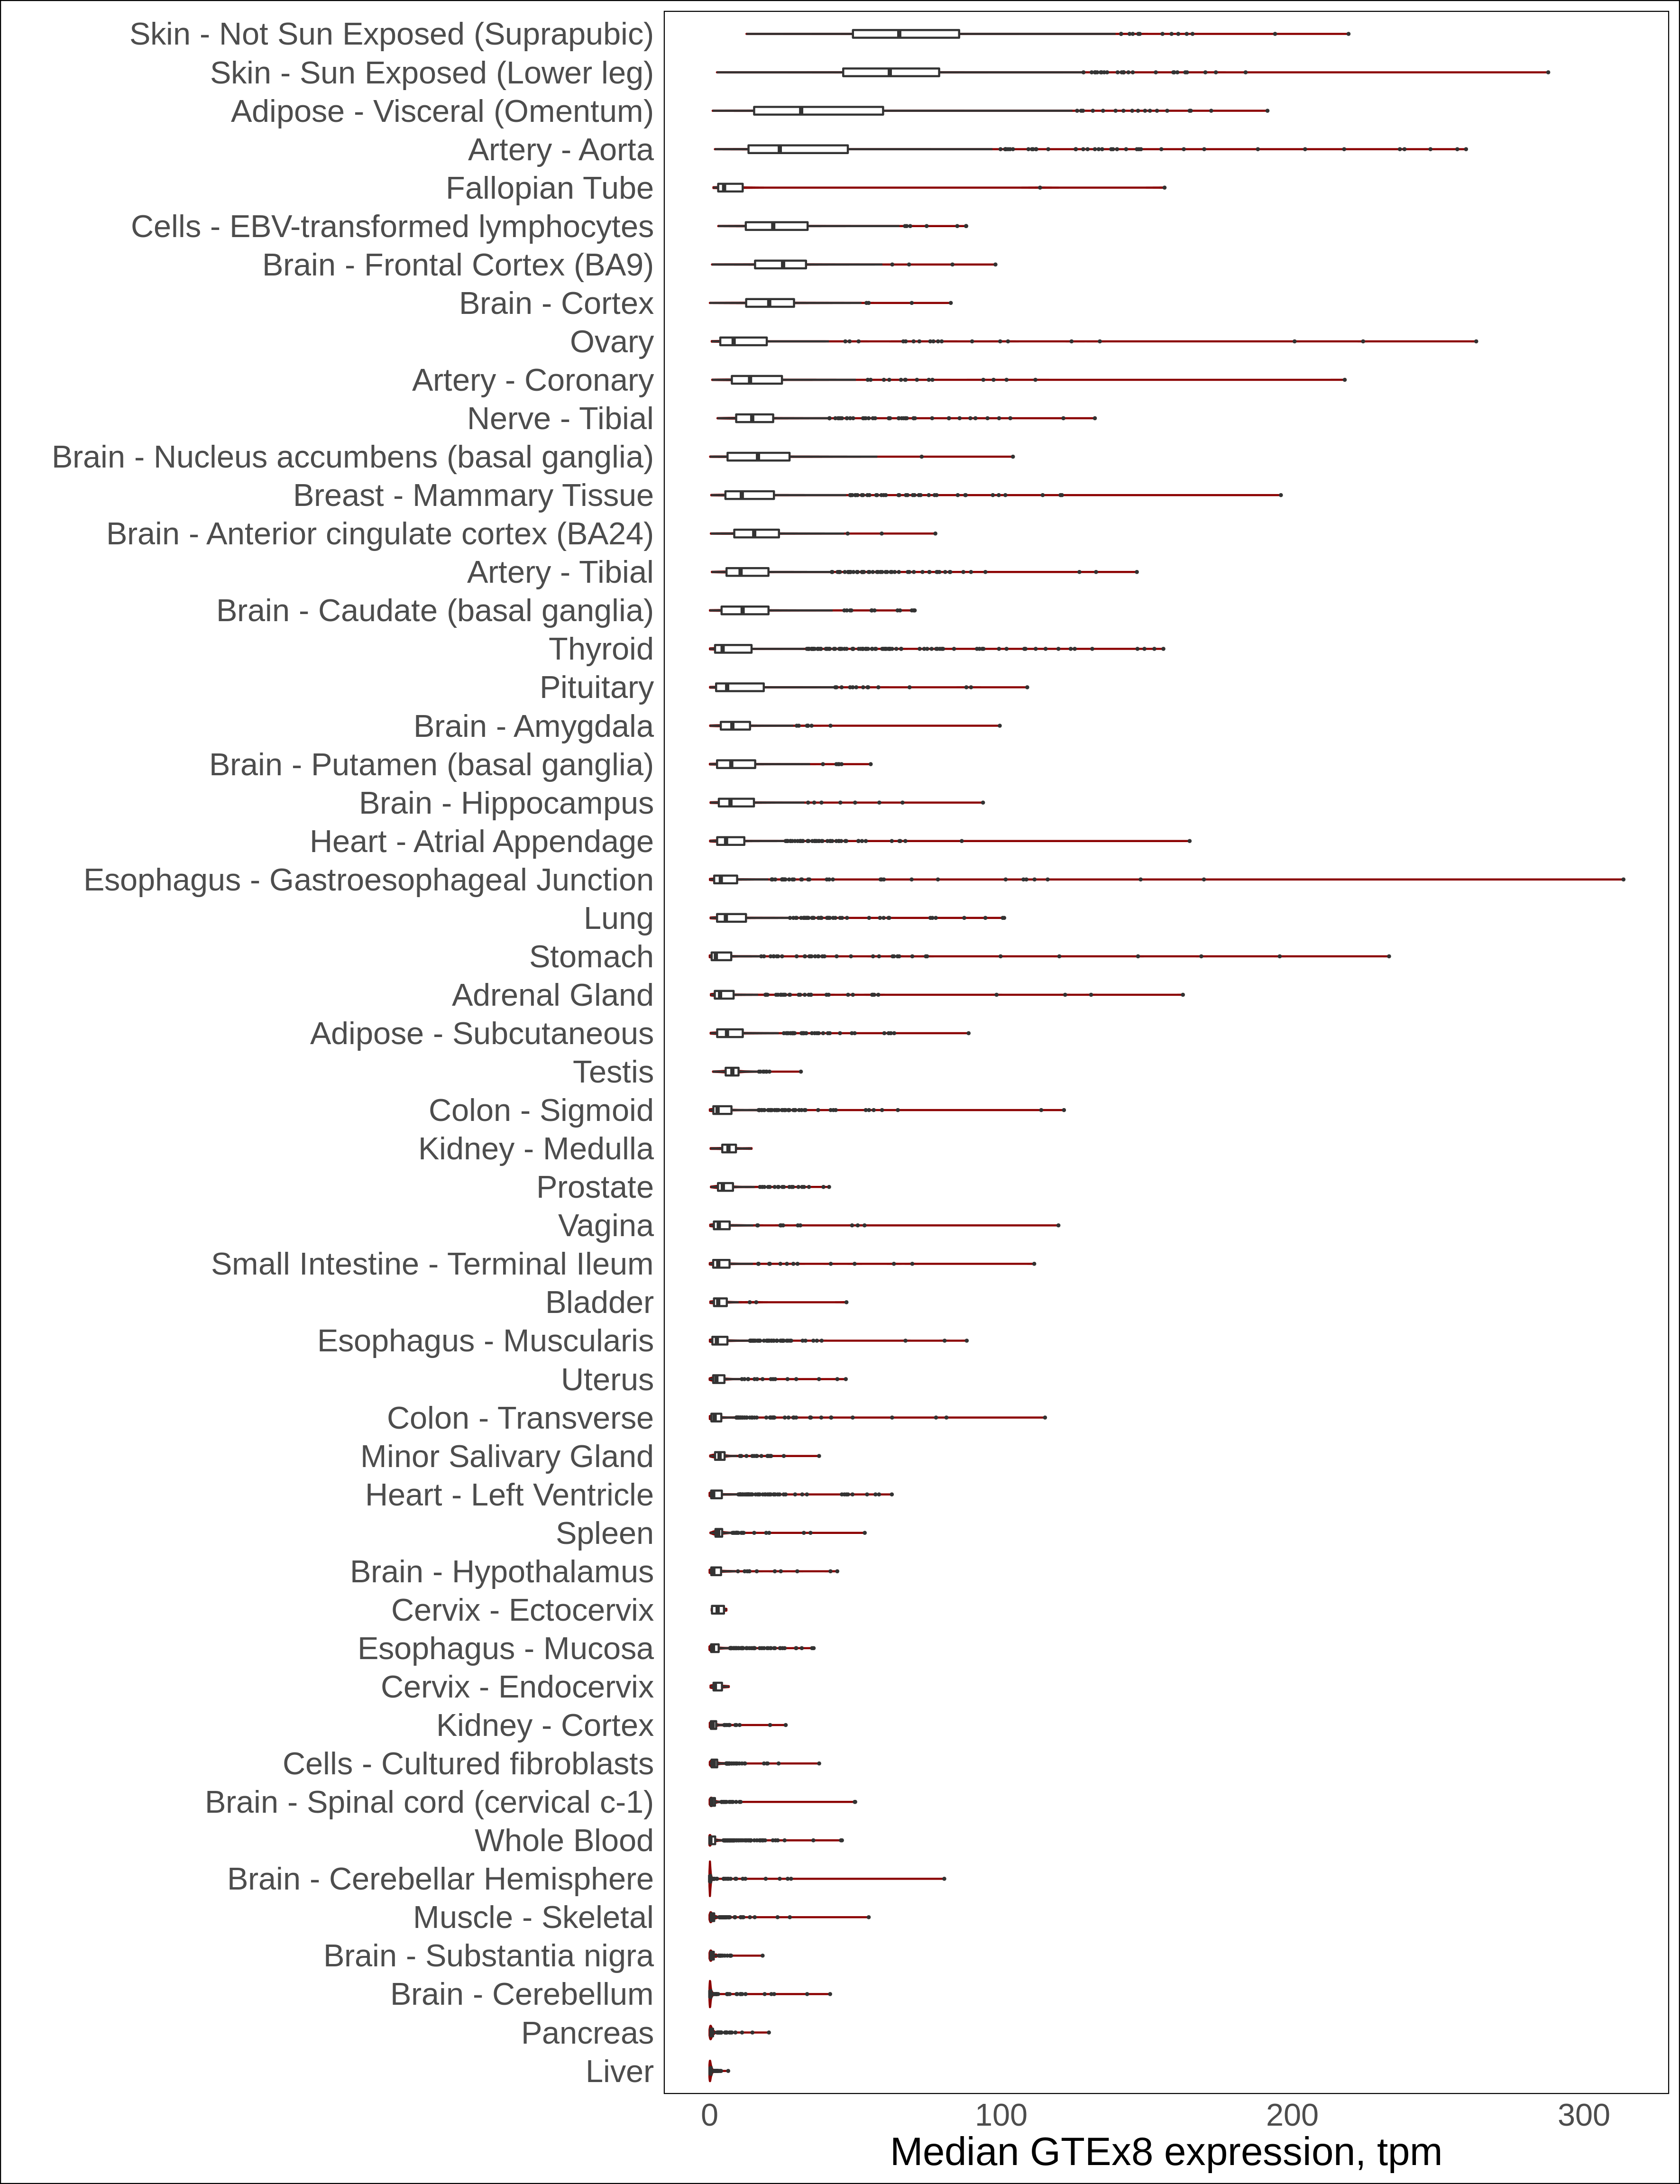 Skin - Not Sun Exposed (Suprapubic)
Skin - Sun Exposed (Lower leg)
Adipose - Visceral (Omentum)
Artery - Aorta
Fallopian Tube
Cells - EBV-transformed lymphocytes
Brain - Frontal Cortex (BA9)
Brain - Cortex
Ovary
Artery - Coronary
Nerve - Tibial
Brain - Nucleus accumbens (basal ganglia)
Breast - Mammary Tissue
Brain - Anterior cingulate cortex (BA24)
Artery - Tibial
Brain - Caudate (basal ganglia)
Thyroid
Pituitary
Brain - Amygdala
Brain - Putamen (basal ganglia)
Brain - Hippocampus
Heart - Atrial Appendage
Esophagus - Gastroesophageal Junction
Lung
Stomach
Adrenal Gland
Adipose - Subcutaneous
Testis
Colon - Sigmoid
Kidney - Medulla
Prostate
Vagina
Small Intestine - Terminal Ileum
Bladder
Esophagus - Muscularis
Uterus
Colon - Transverse
Minor Salivary Gland
Heart - Left Ventricle
Spleen
Brain - Hypothalamus
Cervix - Ectocervix
Esophagus - Mucosa
Cervix - Endocervix
Kidney - Cortex
Cells - Cultured fibroblasts
Brain - Spinal cord (cervical c-1)
Whole Blood
Brain - Cerebellar Hemisphere
Muscle - Skeletal
Brain - Substantia nigra
Brain - Cerebellum
Pancreas
Liver
0 100 200 300
Median GTEx8 expression, tpm